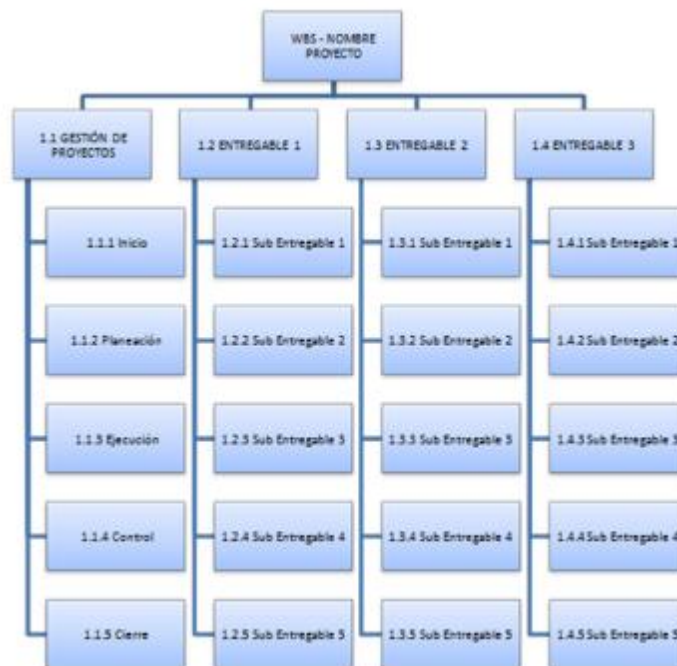 WBS - NOMBRE
PROYECTO
1.1 GESTIÓN DE
PROYECTOS
1.2 ENTREGABLE 1
1.3 ENTREGABLE 2
1.4 ENTREGABLE 3
1.1.1 Inicio
1.2.1 Sub Entregable 1
1.3.1 Sub Entregable 1
1.4.1 Sub Entregable 1
1.1.2 Planeación
1.2.2 Sub Entregable 2
1.3.2 Sub Entregable 2
1.4.2 Sub Entregable 2
1.1.3 Ejecución
1.2.3 Sub Entregable 3
1.3.3 Sub Entregable 3
1.4.3 Sub Entregable 3
1.1.4 Control
1.2.4 Sub Entregable 4
1.3.4 Sub Entregable 4
1.4.4 Sub Entregable 4
1.1.5 Cierre
1.2.5 Sub Entregable 5
1.3.5 Sub Entregable 5
1.4.5 Sub Entregable 5